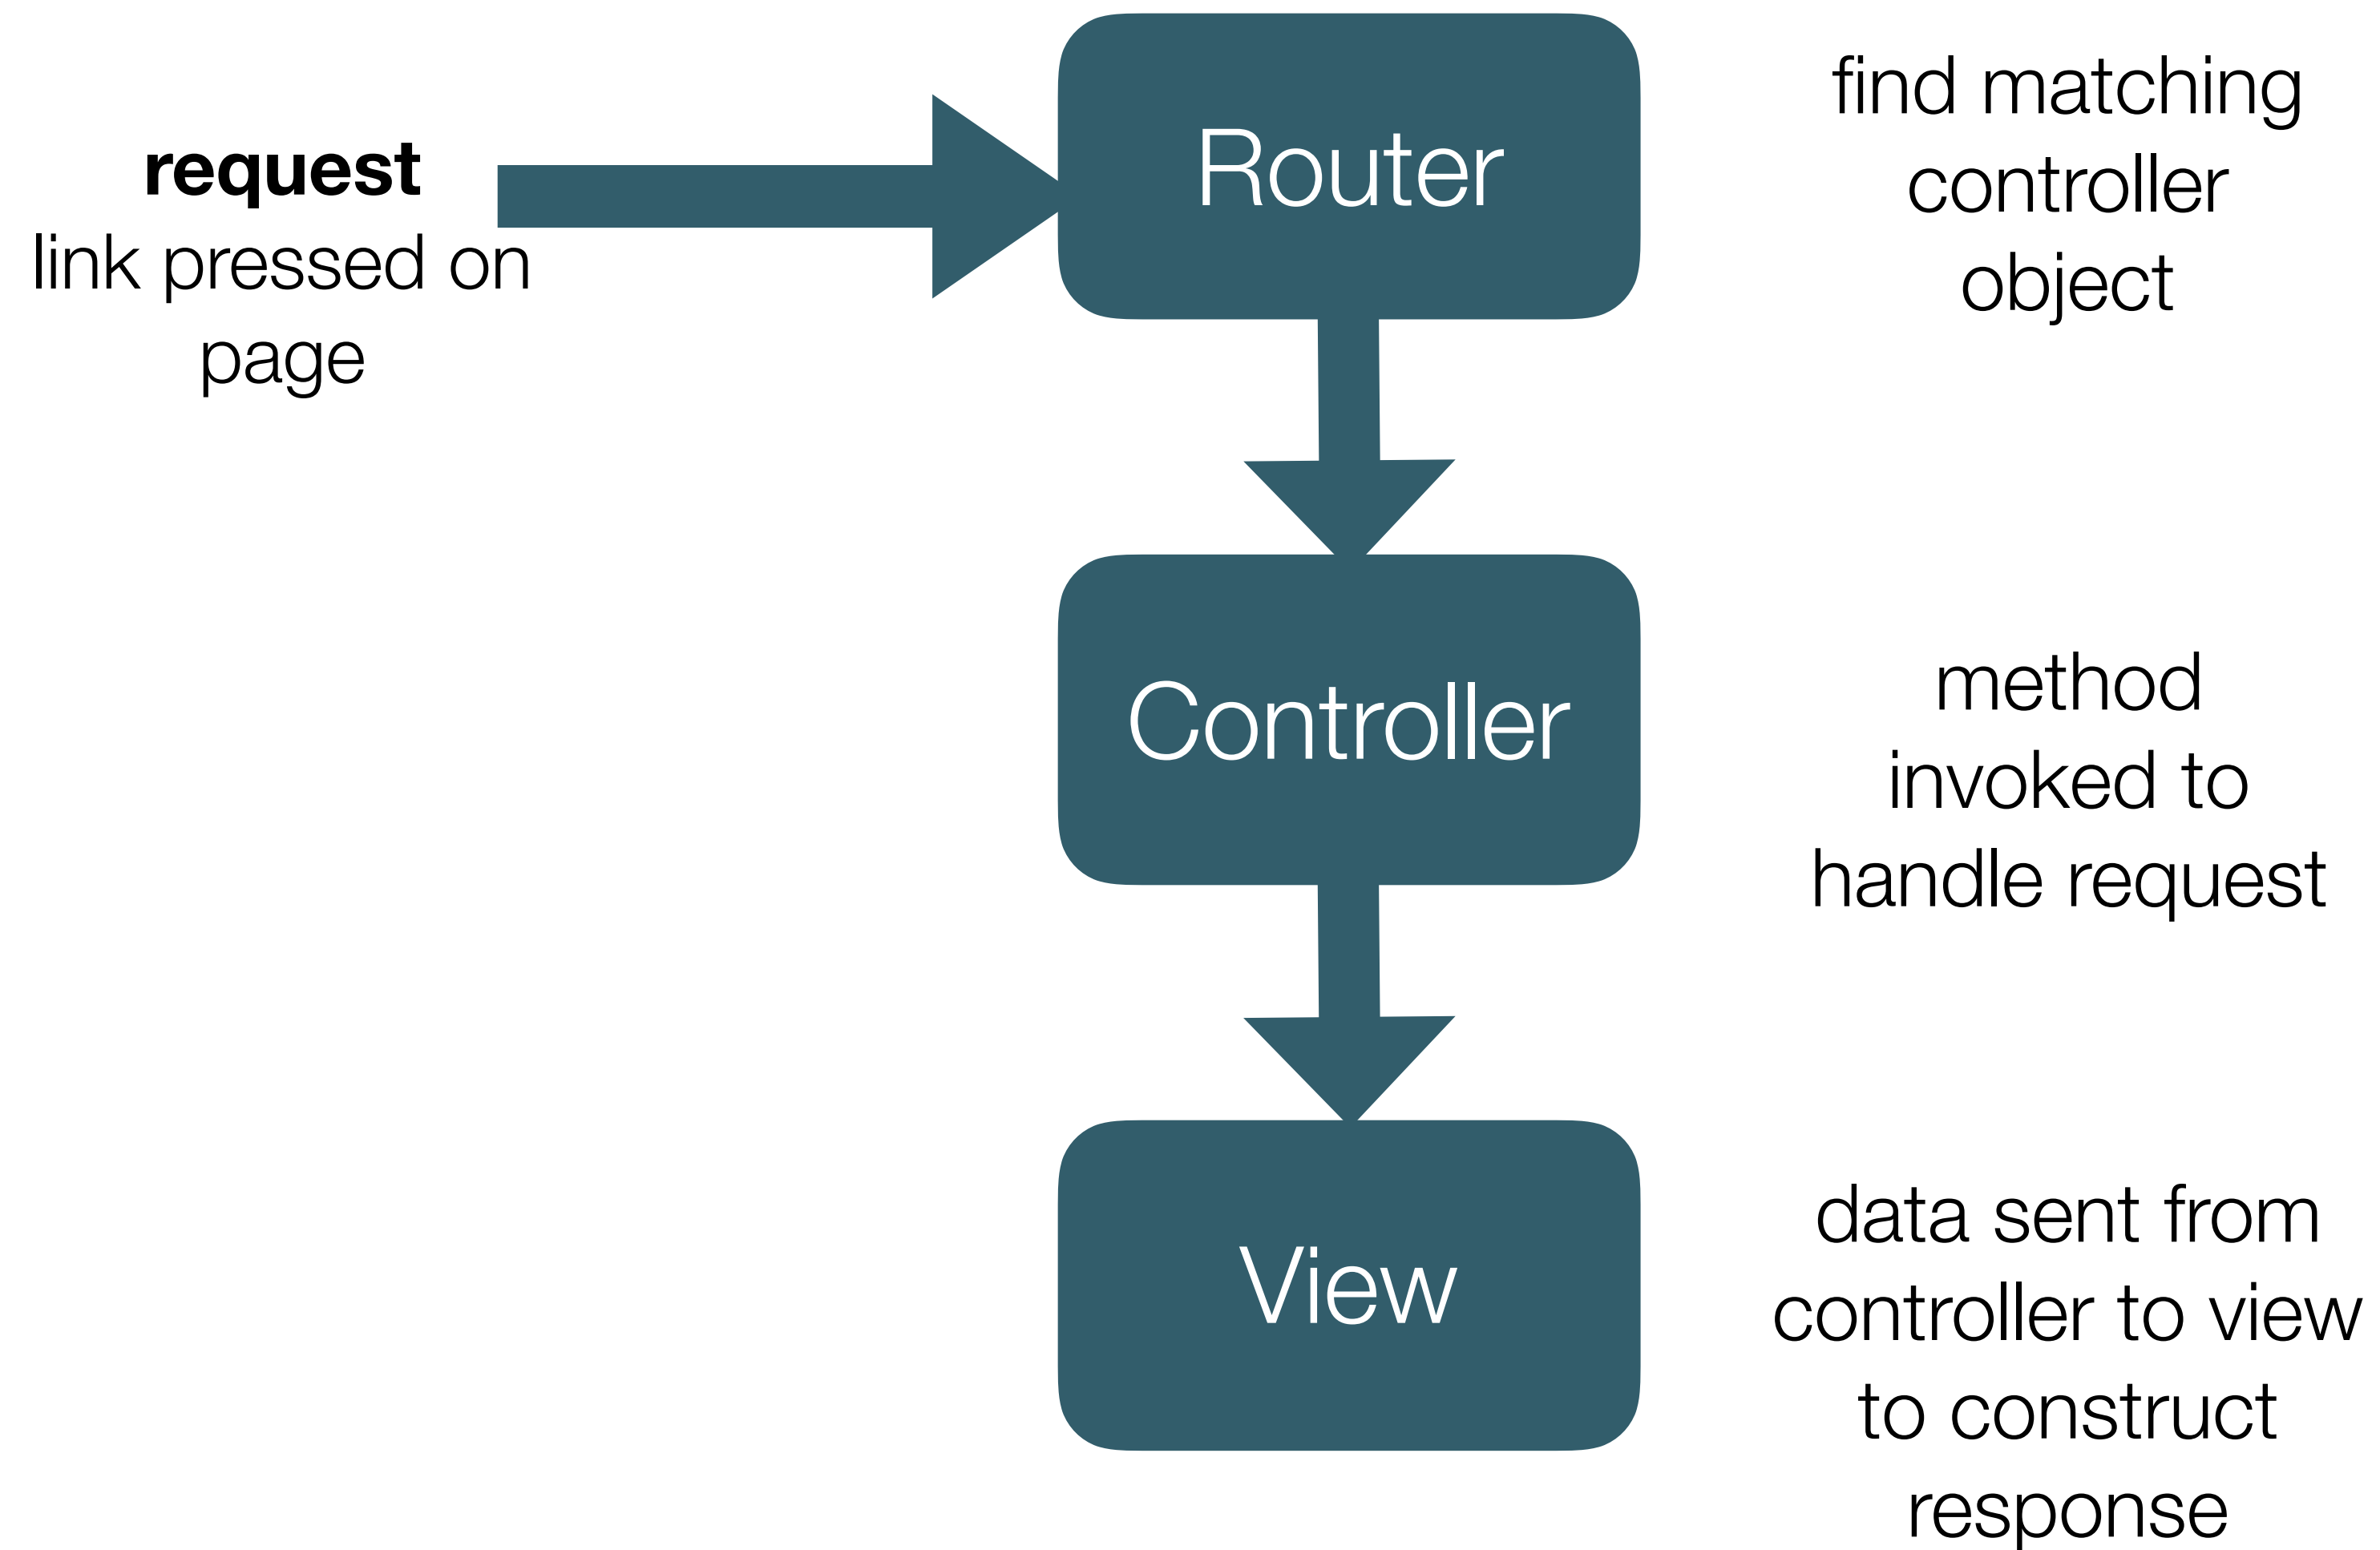 request
link pressed on
page
Router
find matching
controller
object
Controller
method
invoked to
handle request
View
data sent from
controller to view
to construct
response